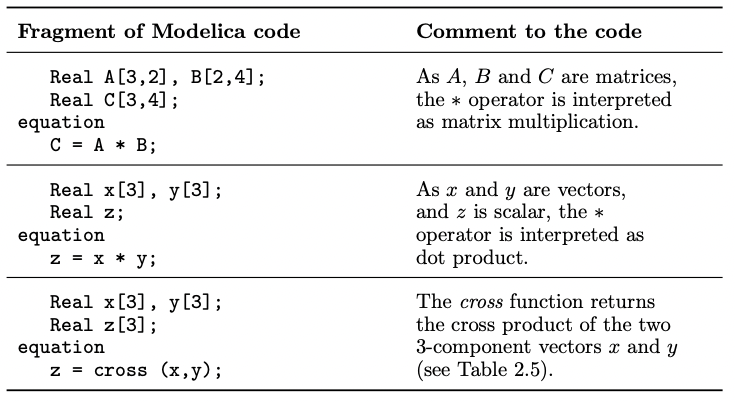 Fragment of Modelica code Comment to the code
Real A[3,2], B[2,4]; As A, B and C are matrices,
Real C[3,4]; the * operator is interpreted
equation as matrix multiplication.
C = A * B;
Real x[3], y[3]; As x and y are vectors,
Real z; and z is scalar, the *
equation operator is interpreted as
z = x * y; dot product.
Real x[3], y[3]; The cross function returns
Real z[3]; the cross product of the two
equation 3-component vectors x and y
z = cross (x,y); (see Table 2.5).